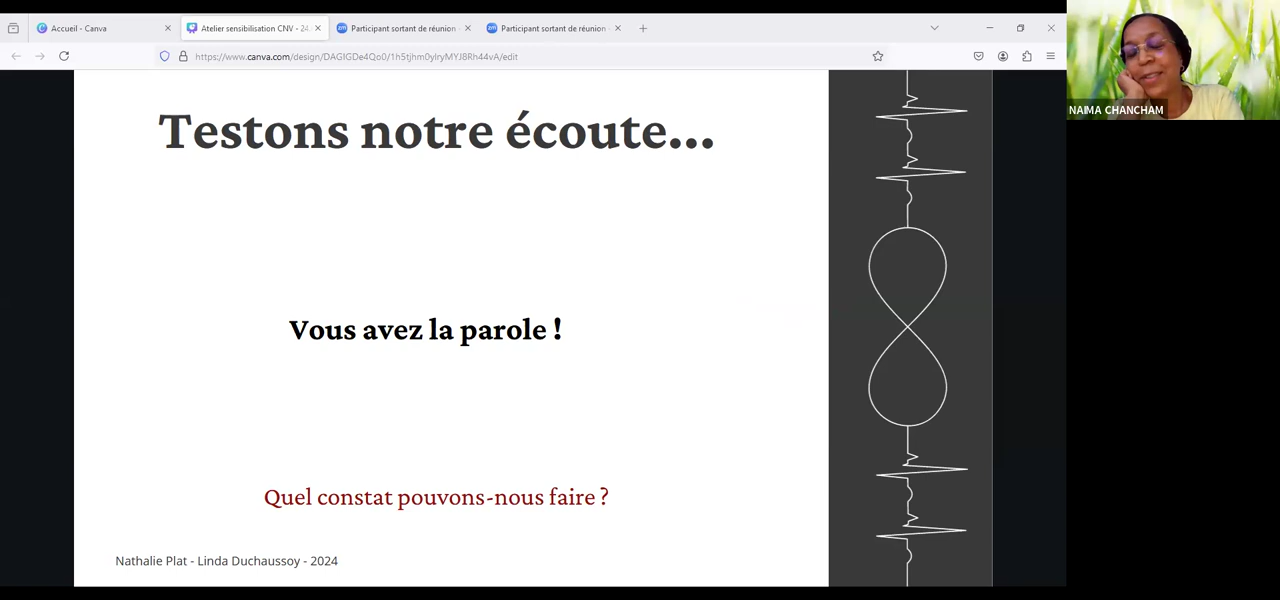 Accueil - Canva
Atelier sensibilisation CNV - 24
Participant sortant de réunion
Participant sortant de réunion
https://www.canva.com/design/DAGIGDe4Qo0/1h5tjhm0ylryMYJ8Rh44vA/edit
NAIMA CHANCHAM
Testons notre écoute...
Vous avez la parole !
Quel constat pouvons-nous faire ?
Nathalie Plat - Linda Duchaussoy - 2024